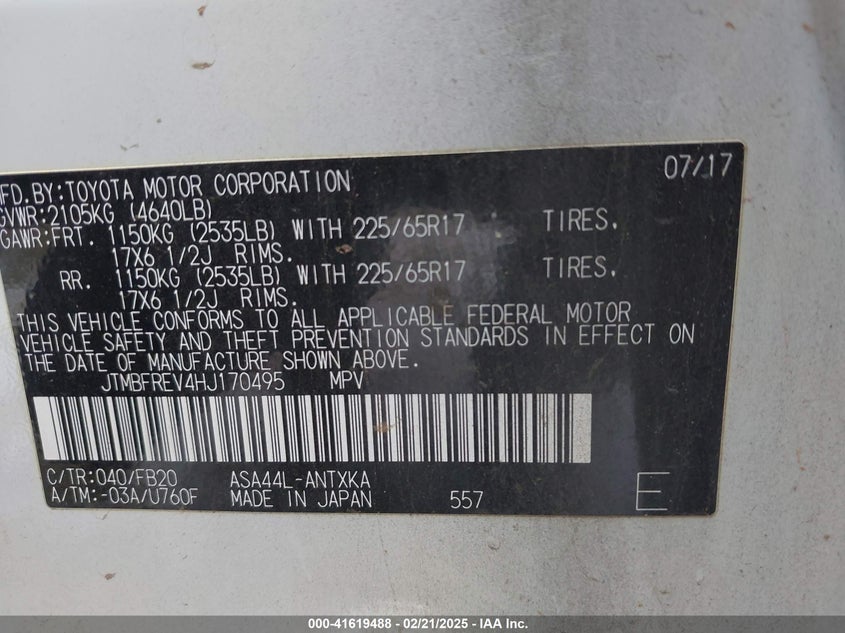 MFD.BY:TOYOTA MOTOR CORPORATION 07/17
GVWR:2105KG (4640LB)
GAWR:FRT. 1150KG (2535LB) WITH 225/65R17 TIRES.
17X6 1/2J RIMS.
RR. 1150KG (2535LB) WITH 225/65R17 TIRES.
17X6 1/2J RIMS.
THIS VEHICLE CONFORMS TO ALL APPLICABLE FEDERAL MOTOR
VEHICLE SAFETY AND THEFT PREVENTION STANDARDS IN EFFECT ON
THE DATE OF MANUFACTURE SHOWN ABOVE.
JTMBFREV4HJ170495 MPV
C/TR:040/FB20 ASA44L-ANTXKA
A/TM:-03A/U760F MADE IN JAPAN 557 E
000-41619488 - 02/21/2025 - IAA Inc.